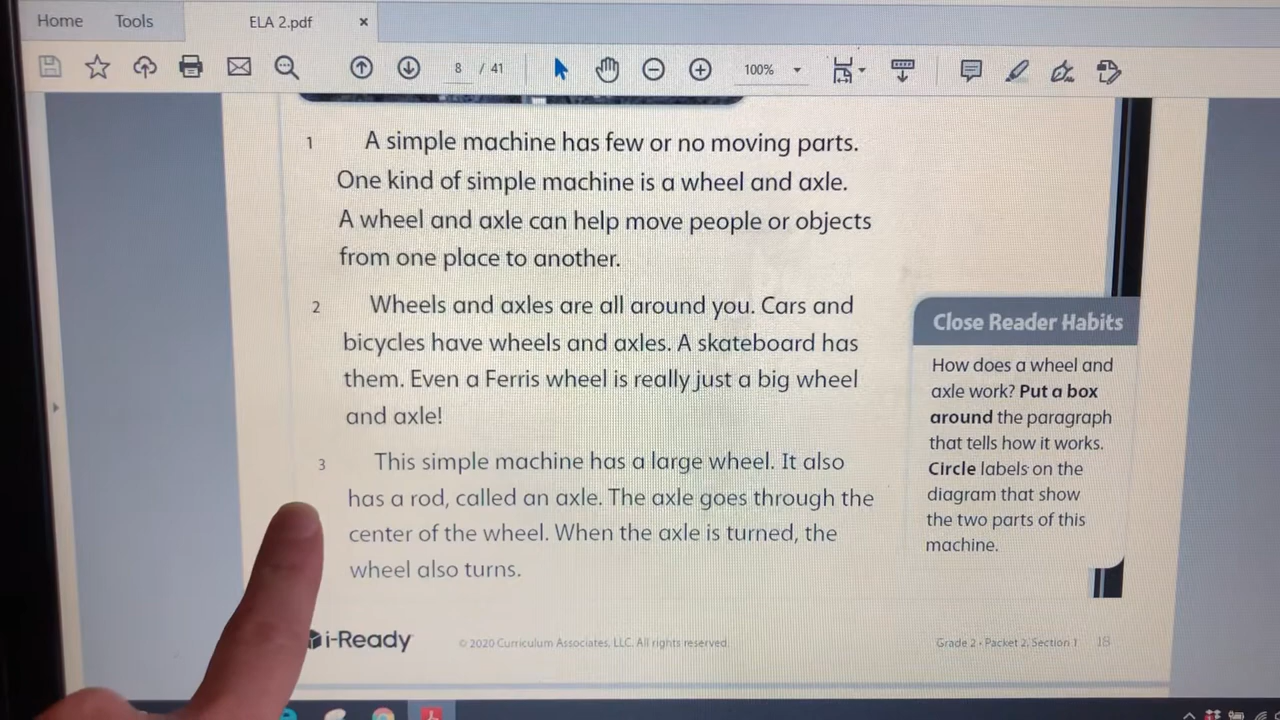 Home Tools ELA 2.pdf ×
8 / 41 100%
1 A simple machine has few or no moving parts.
One kind of simple machine is a wheel and axle.
A wheel and axle can help move people or objects
from one place to another.
2 Wheels and axles are all around you. Cars and
bicycles have wheels and axles. A skateboard has
them. Even a Ferris wheel is really just a big wheel
and axle!
3 This simple machine has a large wheel. It also
has a rod, called an axle. The axle goes through the
center of the wheel. When the axle is turned, the
wheel also turns.
Close Reader Habits
How does a wheel and
axle work? Put a box
around the paragraph
that tells how it works.
Circle labels on the
diagram that show
the two parts of this
machine.
i-Ready © 2020 Curriculum Associates, LLC. All rights reserved. Grade 2 • Packet 2, Section 1 18